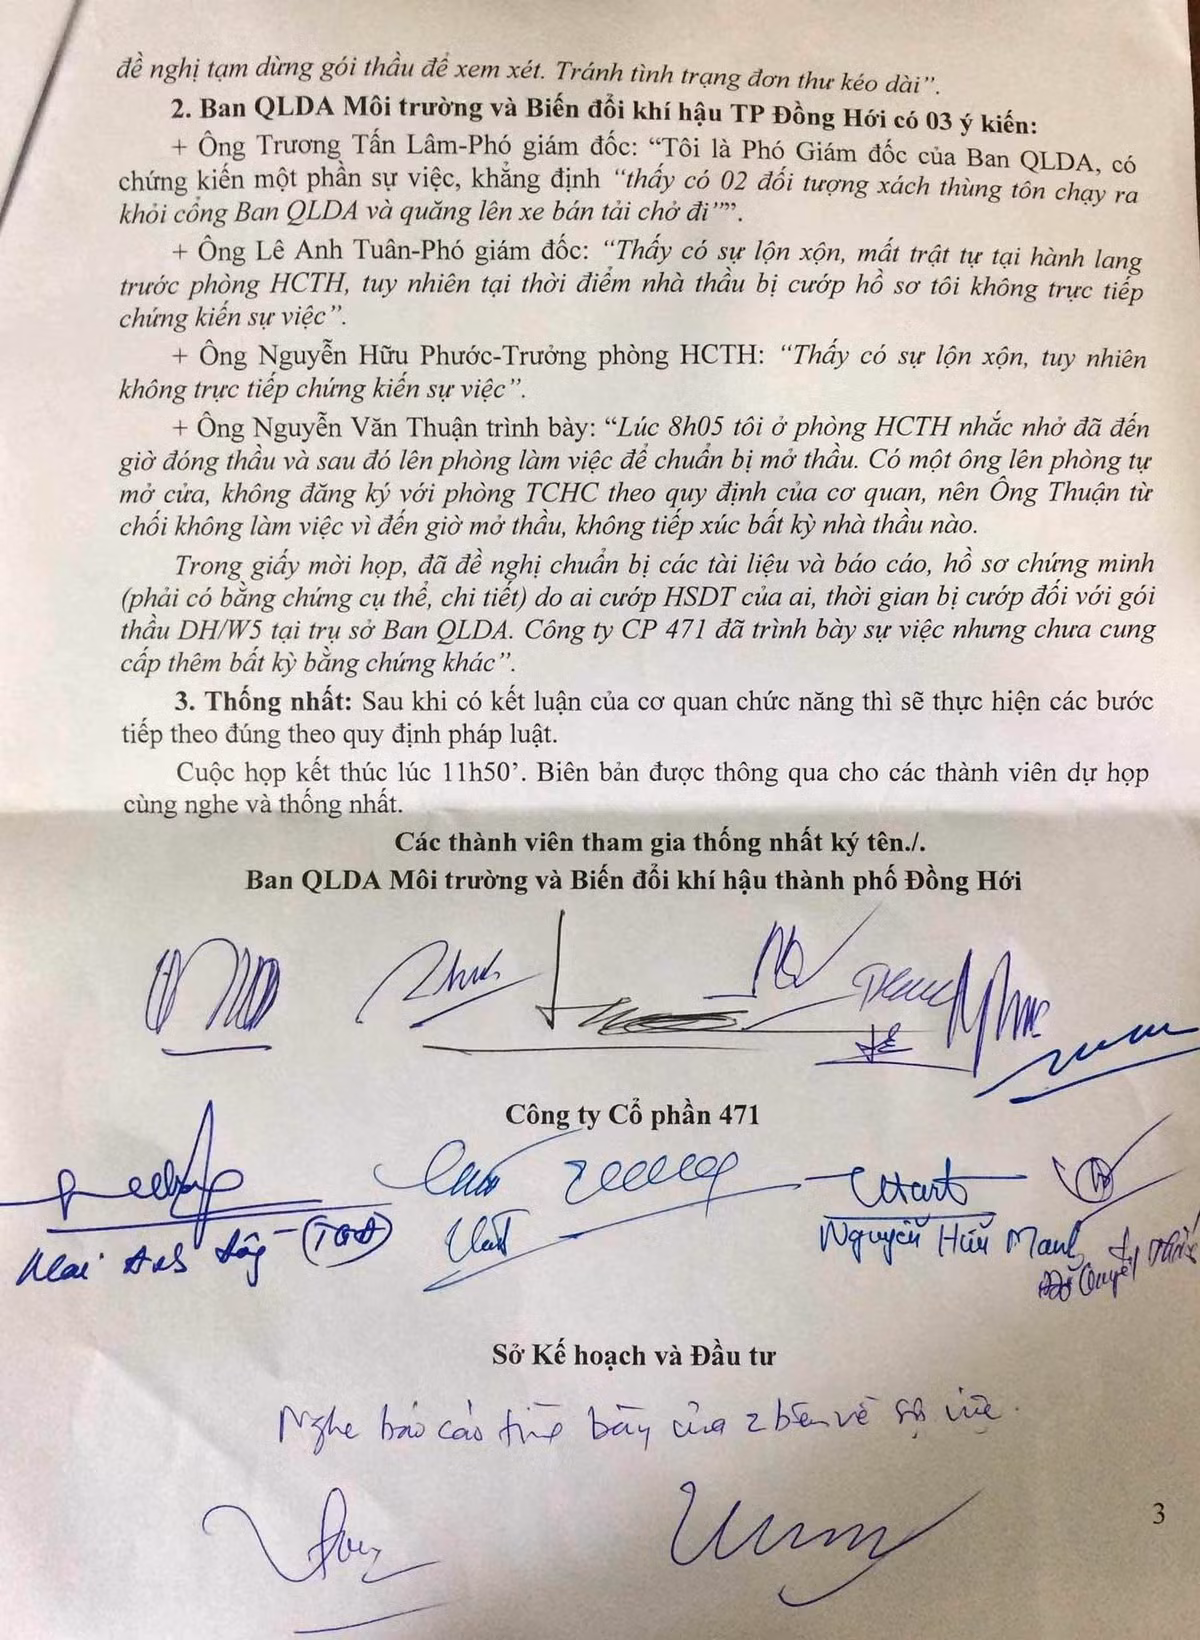 đề nghị tạm dừng gói thầu để xem xét. Tránh tình trạng đơn thư kéo dài”.
2. Ban QLDA Môi trường và Biến đổi khí hậu TP Đồng Hới có 03 ý kiến:
+ Ông Trương Tấn Lâm-Phó giám đốc: “Tôi là Phó Giám đốc của Ban QLDA, có
chứng kiến một phần sự việc, khẳng định “thấy có 02 đối tượng xách thùng tôn chạy ra
khỏi cổng Ban QLDA và quăng lên xe bán tải chở đi””.
+ Ông Lê Anh Tuân-Phó giám đốc: “Thấy có sự lộn xộn, mất trật tự tại hành lang
trước phòng HCTH, tuy nhiên tại thời điểm nhà thầu bị cướp hồ sơ tôi không trực tiếp
chứng kiến sự việc”.
+ Ông Nguyễn Hữu Phước-Trưởng phòng HCTH: “Thấy có sự lộn xộn, tuy nhiên
không trực tiếp chứng kiến sự việc”.
+ Ông Nguyễn Văn Thuận trình bày: “Lúc 8h05 tôi ở phòng HCTH nhắc nhở đã đến
giờ đóng thầu và sau đó lên phòng làm việc để chuẩn bị mở thầu. Có một ông lên phòng tự
mở cửa, không đăng ký với phòng TCHC theo quy định của cơ quan, nên Ông Thuận từ
chối không làm việc vì đến giờ mở thầu, không tiếp xúc bất kỳ nhà thầu nào.
Trong giấy mời họp, đã đề nghị chuẩn bị các tài liệu và báo cáo, hồ sơ chứng minh
(phải có bằng chứng cụ thể, chi tiết) do ai cướp HSDT của ai, thời gian bị cướp đối với gói
thầu DH/W5 tại trụ sở Ban QLDA. Công ty CP 471 đã trình bày sự việc nhưng chưa cung
cấp thêm bất kỳ bằng chứng khác”.
3. Thống nhất: Sau khi có kết luận của cơ quan chức năng thì sẽ thực hiện các bước
tiếp theo đúng theo quy định pháp luật.
Cuộc họp kết thúc lúc 11h50’. Biên bản được thông qua cho các thành viên dự họp
cùng nghe và thống nhất.
Các thành viên tham gia thống nhất ký tên./.
Ban QLDA Môi trường và Biến đổi khí hậu thành phố Đồng Hới
Công ty Cổ phần 471
Nguyễn Hữu Mạnh
Sở Kế hoạch và Đầu tư
Nghe báo cáo trình bày của 2 bên về sự việc.
3